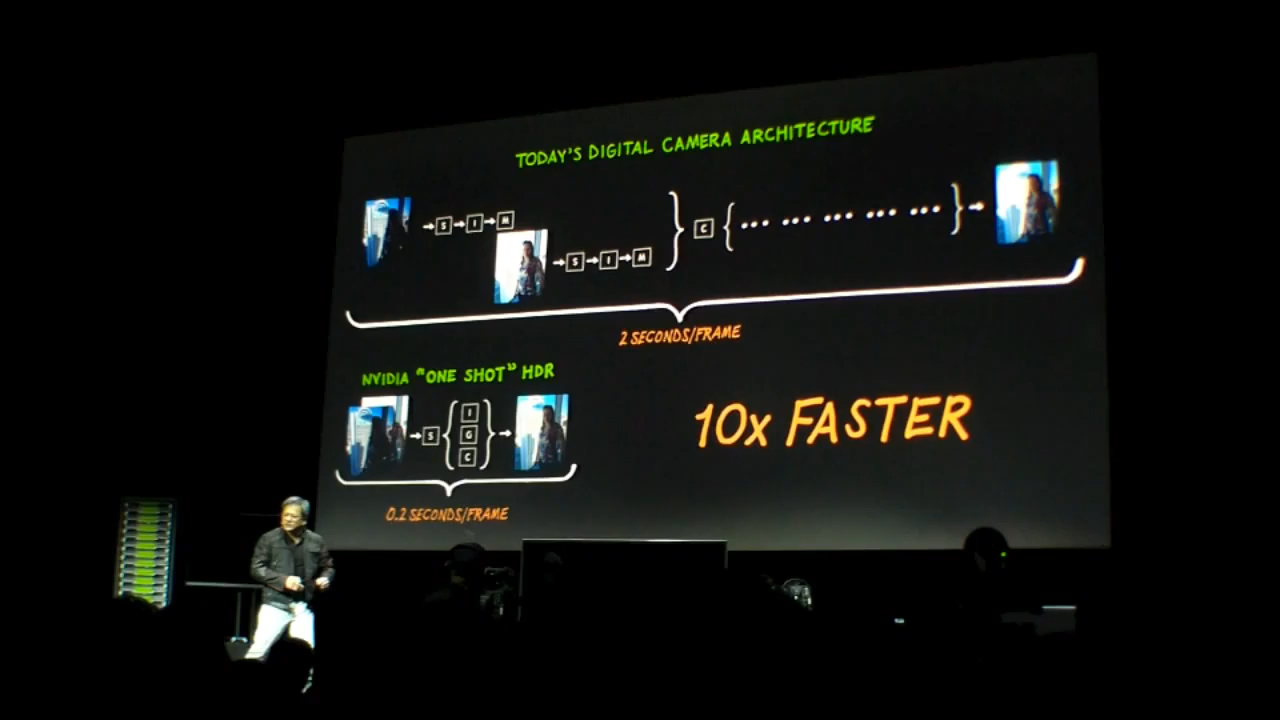 TODAY'S DIGITAL CAMERA ARCHITECTURE
S I M
S I M
C
2 SECONDS/FRAME
NVIDIA "ONE SHOT" HDR
S
I
G
C
10x FASTER
0.2 SECONDS/FRAME